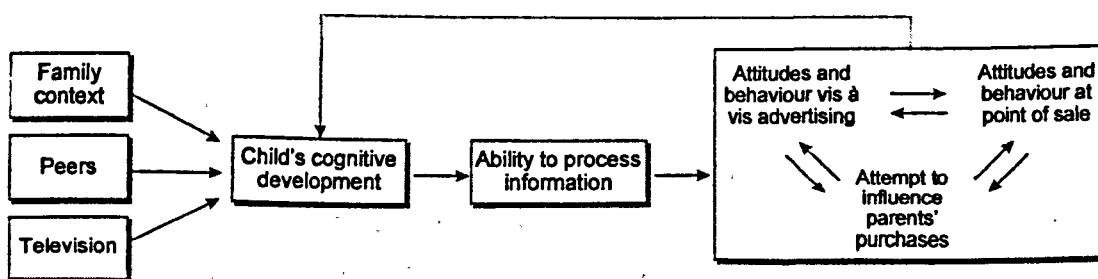 Family
context
Peers
Television
Child's cognitive
development
Ability to process
information
Attitudes and
behaviour vis à
vis advertising
Attitudes and
behaviour at
point of sale
Attempt to
influence
parents'
purchases